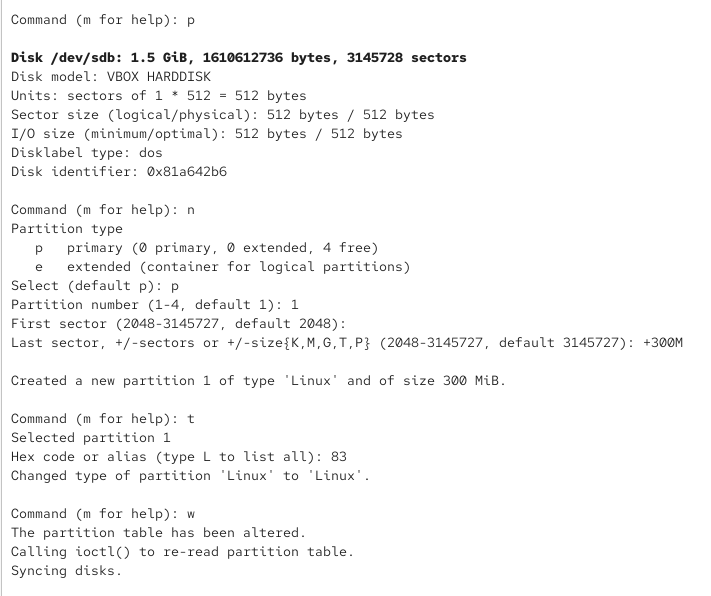 Command (m for help): p
Disk /dev/sdb: 1.5 GiB, 1610612736 bytes, 3145728 sectors
Disk model: VBOX HARDDISK
Units: sectors of 1 * 512 = 512 bytes
Sector size (logical/physical): 512 bytes / 512 bytes
I/O size (minimum/optimal): 512 bytes / 512 bytes
Disklabel type: dos
Disk identifier: 0x81a642b6
Command (m for help): n
Partition type
   p   primary (0 primary, 0 extended, 4 free)
   e   extended (container for logical partitions)
Select (default p): p
Partition number (1-4, default 1): 1
First sector (2048-3145727, default 2048):
Last sector, +/-sectors or +/-size{K,M,G,T,P} (2048-3145727, default 3145727): +300M
Created a new partition 1 of type 'Linux' and of size 300 MiB.
Command (m for help): t
Selected partition 1
Hex code or alias (type L to list all): 83
Changed type of partition 'Linux' to 'Linux'.
Command (m for help): w
The partition table has been altered.
Calling ioctl() to re-read partition table.
Syncing disks.